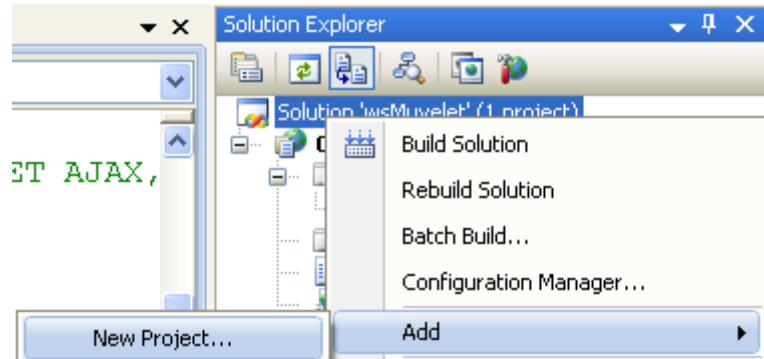 Solution Explorer
Solution 'wsMuvelet' (1 project)
ET AJAX,
Build Solution
Rebuild Solution
Batch Build...
Configuration Manager...
Add
New Project...